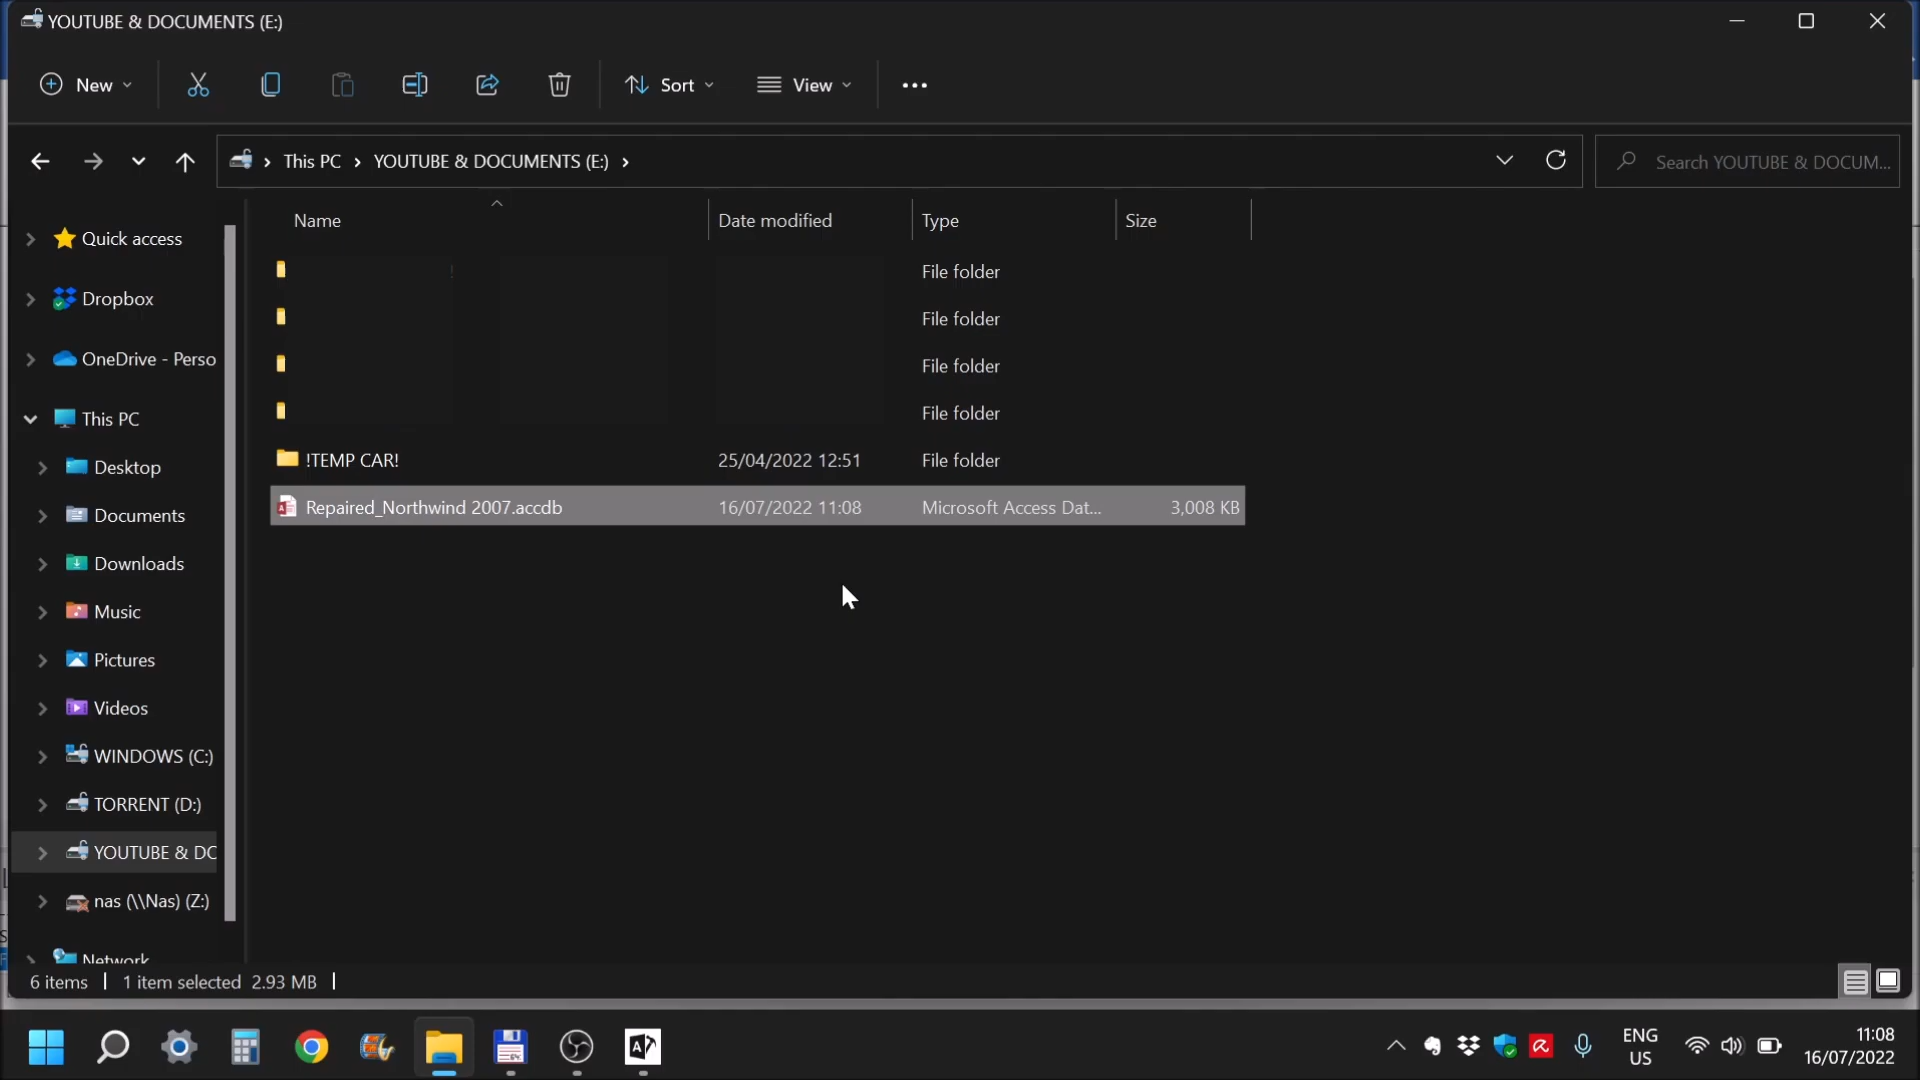 YOUTUBE & DOCUMENTS (E:)
New
Sort
View
This PC
YOUTUBE & DOCUMENTS (E:)
Search YOUTUBE & DOCUM...
Name
Date modified
Type
Size
File folder
File folder
File folder
File folder
!TEMP CAR! 25/04/2022 12:51 File folder
Repaired_Northwind 2007.accdb 16/07/2022 11:08 Microsoft Access Dat... 3,008 KB
Quick access
Dropbox
OneDrive - Perso
This PC
Desktop
Documents
Downloads
Music
Pictures
Videos
WINDOWS (C:)
TORRENT (D:)
YOUTUBE & DC
nas (\\Nas) (Z:)
Network
6 items
1 item selected 2.93 MB
ENG
US
11:08
16/07/2022